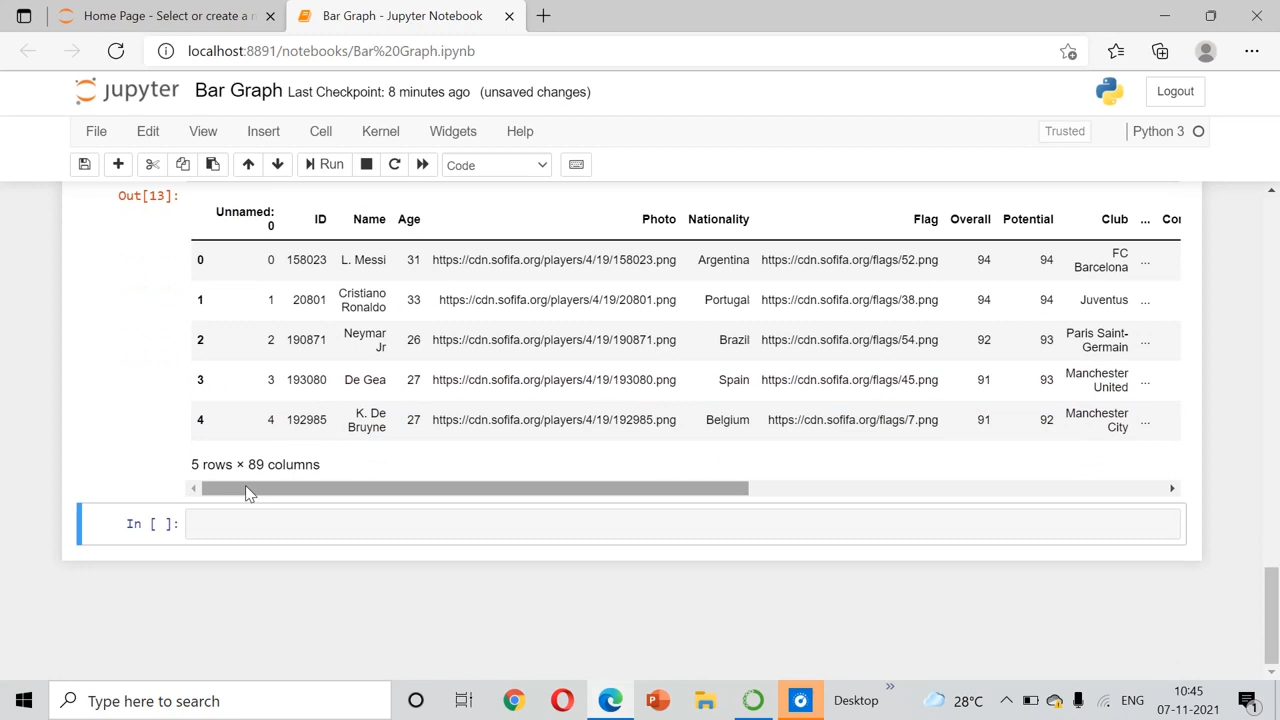 Home Page - Select or create a n
Bar Graph - Jupyter Notebook
localhost:8891/notebooks/Bar%20Graph.ipynb
jupyter Bar Graph Last Checkpoint: 8 minutes ago (unsaved changes) Logout
File Edit View Insert Cell Kernel Widgets Help Trusted Python 3
Run Code
Out[13]:
Unnamed: 0 ID Name Age Photo Nationality Flag Overall Potential Club ... Cor
0 0 158023 L. Messi 31 https://cdn.sofifa.org/players/4/19/158023.png Argentina https://cdn.sofifa.org/flags/52.png 94 94 FC Barcelona ...
1 1 20801 Cristiano Ronaldo 33 https://cdn.sofifa.org/players/4/19/20801.png Portugal https://cdn.sofifa.org/flags/38.png 94 94 Juventus ...
2 2 190871 Neymar Jr 26 https://cdn.sofifa.org/players/4/19/190871.png Brazil https://cdn.sofifa.org/flags/54.png 92 93 Paris Saint-Germain ...
3 3 193080 De Gea 27 https://cdn.sofifa.org/players/4/19/193080.png Spain https://cdn.sofifa.org/flags/45.png 91 93 Manchester United ...
4 4 192985 K. De Bruyne 27 https://cdn.sofifa.org/players/4/19/192985.png Belgium https://cdn.sofifa.org/flags/7.png 91 92 Manchester City ...
5 rows × 89 columns
In [ ]:
Type here to search
Desktop
28°C
ENG
10:45
07-11-2021
1